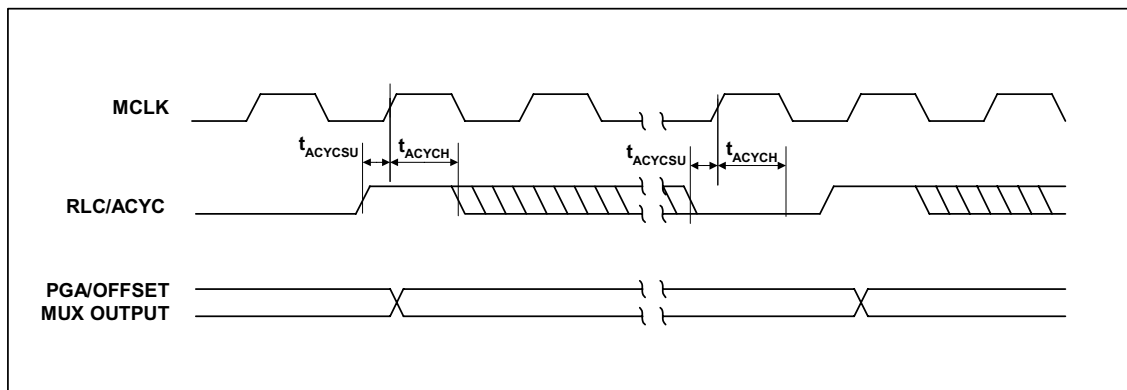 MCLK
tACYCSU
tACYCH
tACYCSU
tACYCH
RLC/ACYC
PGA/OFFSET
MUX OUTPUT